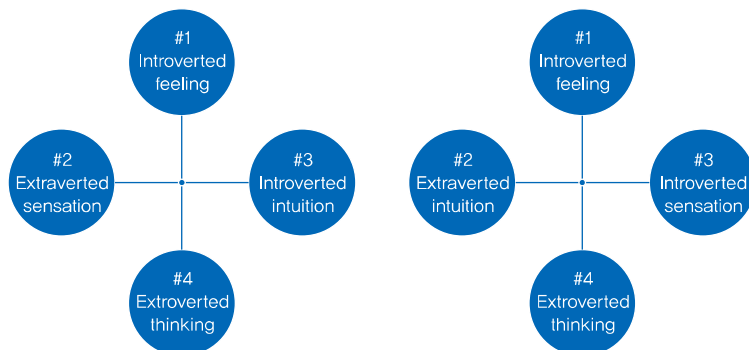 #1
Introverted
feeling
#2
Extraverted
sensation
#3
Introverted
intuition
#4
Extroverted
thinking
#1
Introverted
feeling
#2
Extraverted
intuition
#3
Introverted
sensation
#4
Extroverted
thinking